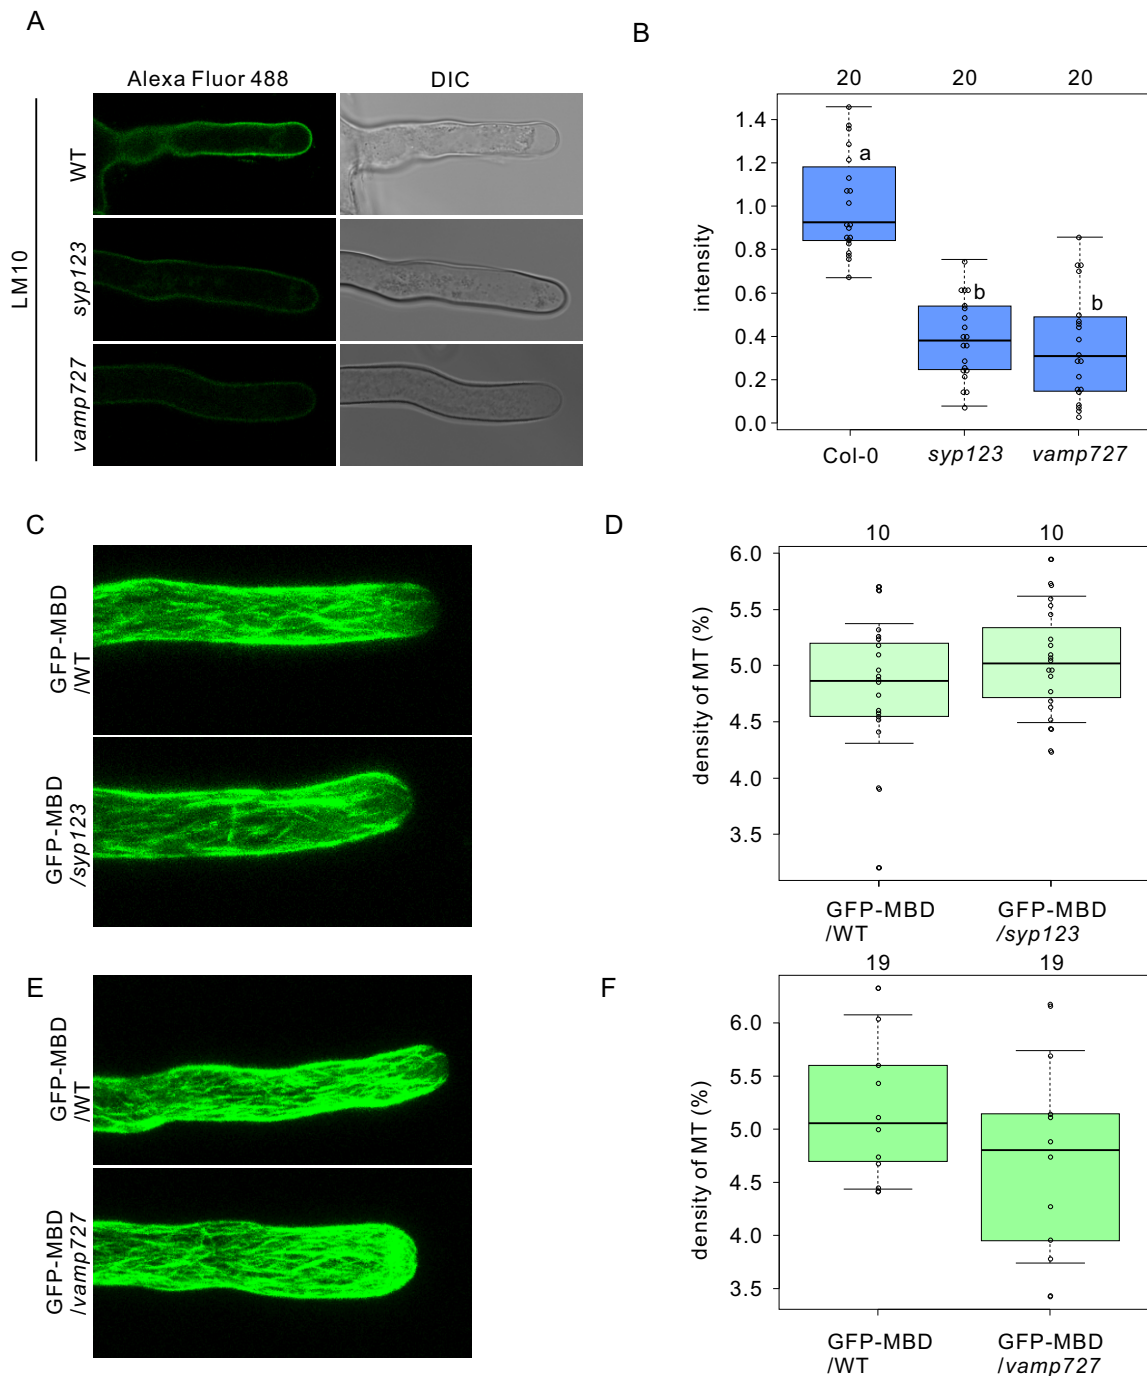 A
Alexa Fluor 488
DIC
LM10
WT
syp123
vamp727
B
20
20
20
intensity
1.4
1.2
1.0
0.8
0.6
0.4
0.2
0.0
a
b
b
Col-0
syp123
vamp727
C
GFP-MBD
/WT
GFP-MBD
/syp123
D
10
10
density of MT (%)
6.0
5.5
5.0
4.5
4.0
3.5
GFP-MBD
/WT
GFP-MBD
/syp123
E
GFP-MBD
/WT
GFP-MBD
/vamp727
F
19
19
density of MT (%)
6.0
5.5
5.0
4.5
4.0
3.5
GFP-MBD
/WT
GFP-MBD
/vamp727